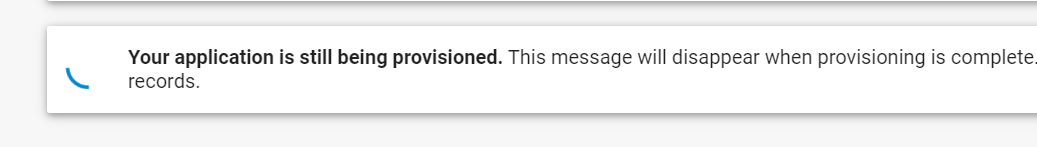 Your application is still being provisioned. This message will disappear when provisioning is complete.
records.